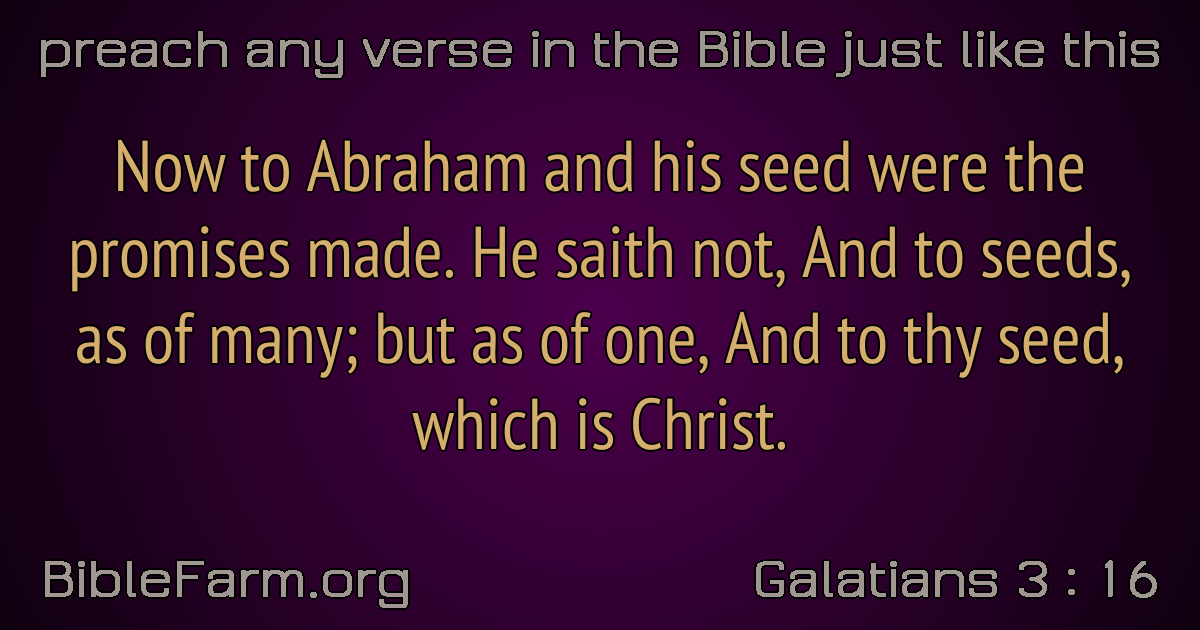 preach any verse in the Bible just like this
Now to Abraham and his seed were the
promises made. He saith not, And to seeds,
as of many; but as of one, And to thy seed,
which is Christ.
BibleFarm.org
Galatians 3 : 16